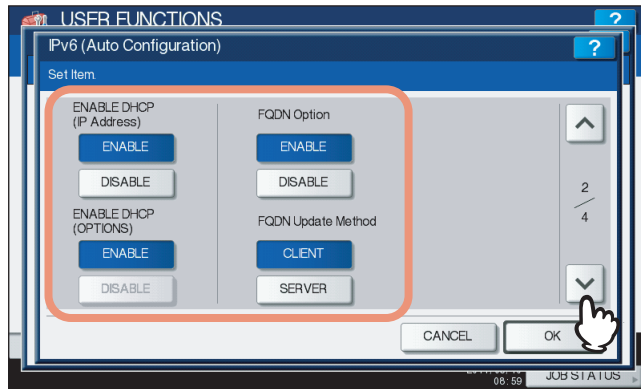 USER FUNCTIONS
?
IPv6 (Auto Configuration)
?
Set Item.
ENABLE DHCP
(IP Address)
ENABLE
DISABLE
ENABLE DHCP
(OPTIONS)
ENABLE
DISABLE
FQDN Option
ENABLE
DISABLE
FQDN Update Method
CLIENT
SERVER
2
4
CANCEL
OK
08:59
JOB STATUS